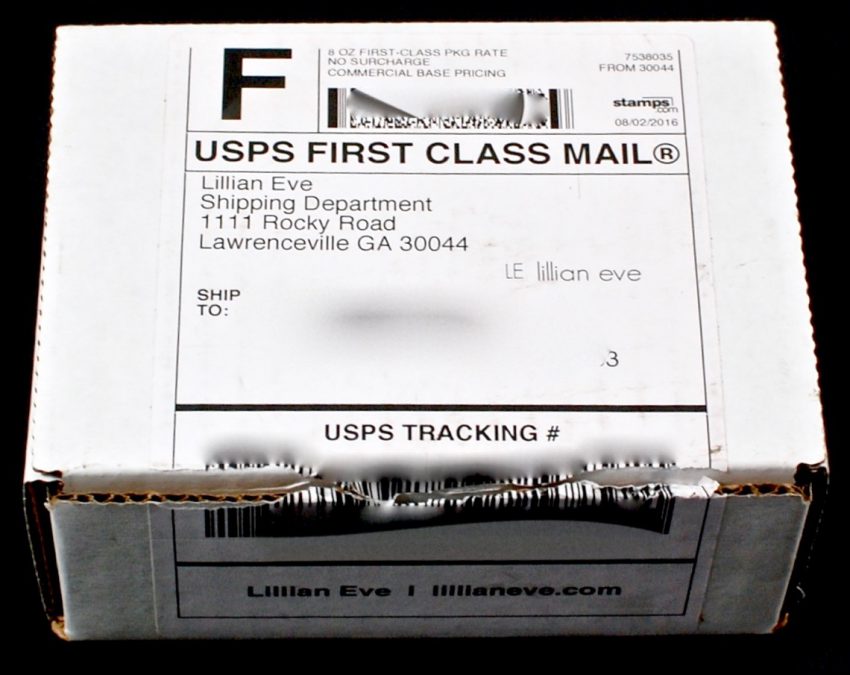 F
8 OZ FIRST-CLASS PKG RATE
NO SURCHARGE
COMMERCIAL BASE PRICING
7538035
FROM 30044
stamps
.com
08/02/2016
USPS FIRST CLASS MAIL®
Lillian Eve
Shipping Department
1111 Rocky Road
Lawrenceville GA 30044
LE lillian eve
SHIP
TO:
3
USPS TRACKING #
Lillian Eve | lillianeve.com